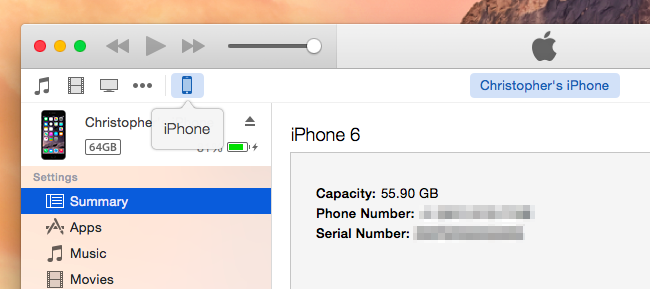 Christopher's iPhone
Christophe
iPhone
64GB
iPhone 6
Settings
Summary
Apps
Music
Movies
Capacity: 55.90 GB
Phone Number:
Serial Number: